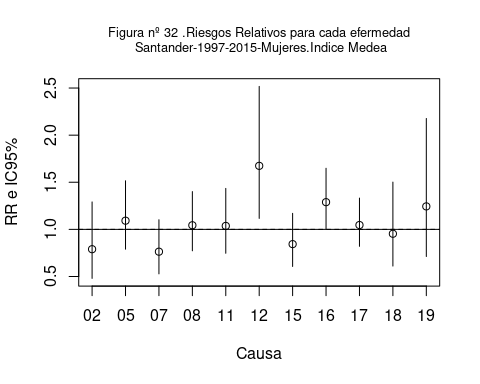 Figura nº 32 .Riesgos Relativos para cada efermedad
Santander-1997-2015-Mujeres.Indice Medea
RR e IC95%
2.5
2.0
1.5
1.0
0.5
02 05 07 08 11 12 15 16 17 18 19
Causa